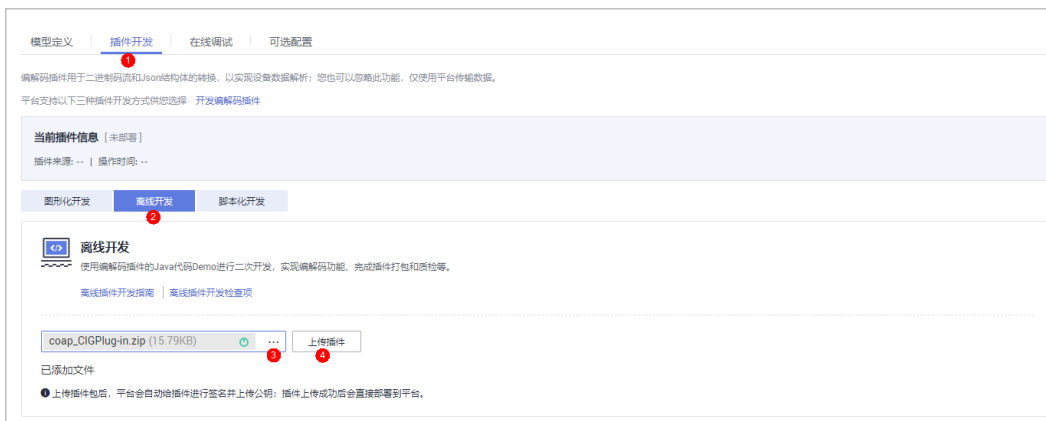 模型定义 插件开发 在线调试 可选配置
1
编解码插件用于二进制码流和Json结构体的转换，以实现设备数据解析；您也可以忽略此功能，仅使用平台传输数据。
平台支持以下三种插件开发方式供您选择 开发编解码插件
当前插件信息 [未部署]
插件来源: -- | 操作时间: --
图形化开发 离线开发 脚本化开发
2
</> 离线开发
使用编解码插件的Java代码Demo进行二次开发，实现编解码功能、完成插件打包和质检等。
离线插件开发指南 | 离线插件开发检查项
coap_CIGPlug-in.zip (15.79KB) ... 上传插件
3 4
已添加文件
上传插件包后，平台会自动给插件进行签名并上传公钥；插件上传成功后会直接部署到平台。